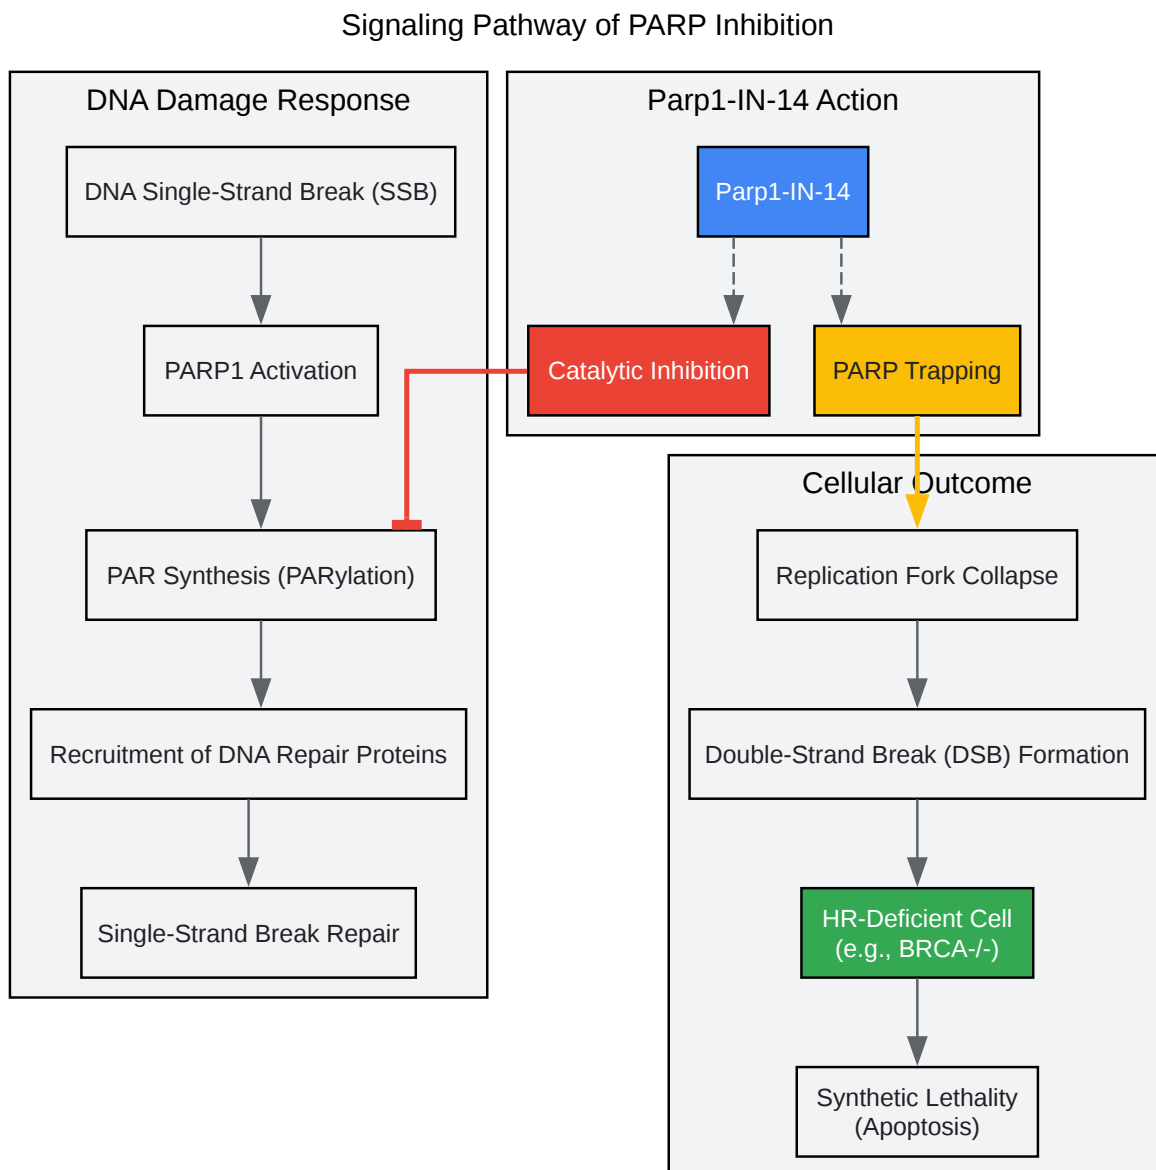 Signaling Pathway of PARP Inhibition
DNA Damage Response
DNA Single-Strand Break (SSB)
PARP1 Activation
PAR Synthesis (PARylation)
Recruitment of DNA Repair Proteins
Single-Strand Break Repair
Parp1-IN-14 Action
Parp1-IN-14
Catalytic Inhibition
PARP Trapping
Cellular Outcome
Replication Fork Collapse
Double-Strand Break (DSB) Formation
HR-Deficient Cell
(e.g., BRCA-/-)
Synthetic Lethality
(Apoptosis)